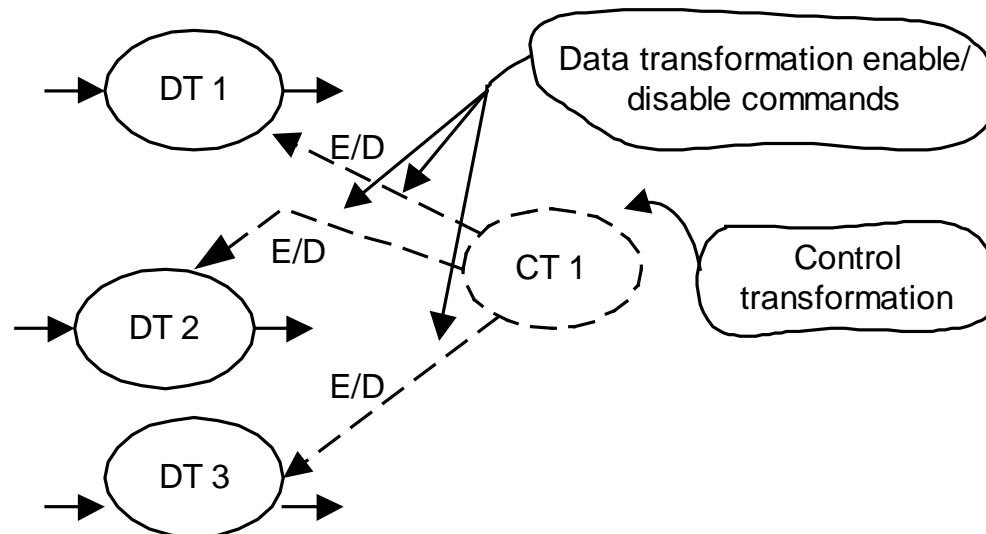 DT 1
Data transformation enable/
disable commands
E/D
E/D
CT 1
Control
transformation
DT 2
E/D
DT 3